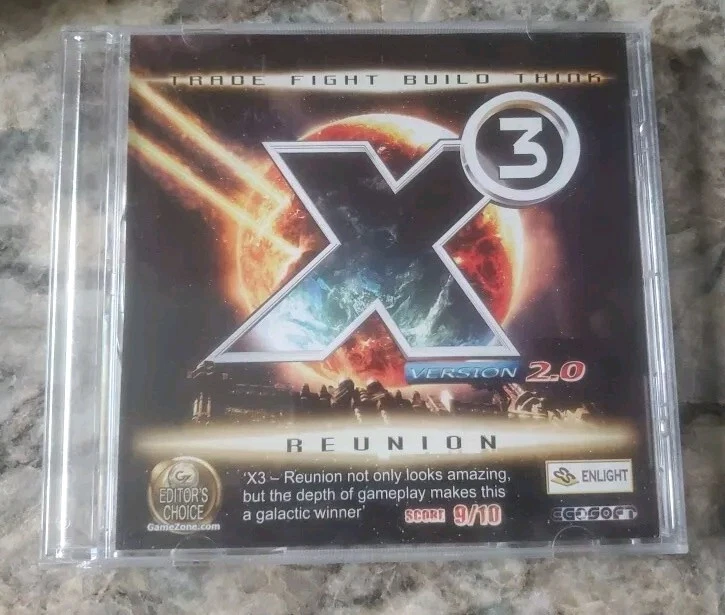 TRADE FIGHT BUILD THINK
X
3
VERSION 2.0
REUNION
GZ
EDITOR'S
CHOICE
GameZone.com
‘X3 – Reunion not only looks amazing,
but the depth of gameplay makes this
a galactic winner’ SCORE 9/10
ENLIGHT
EGOSOFT